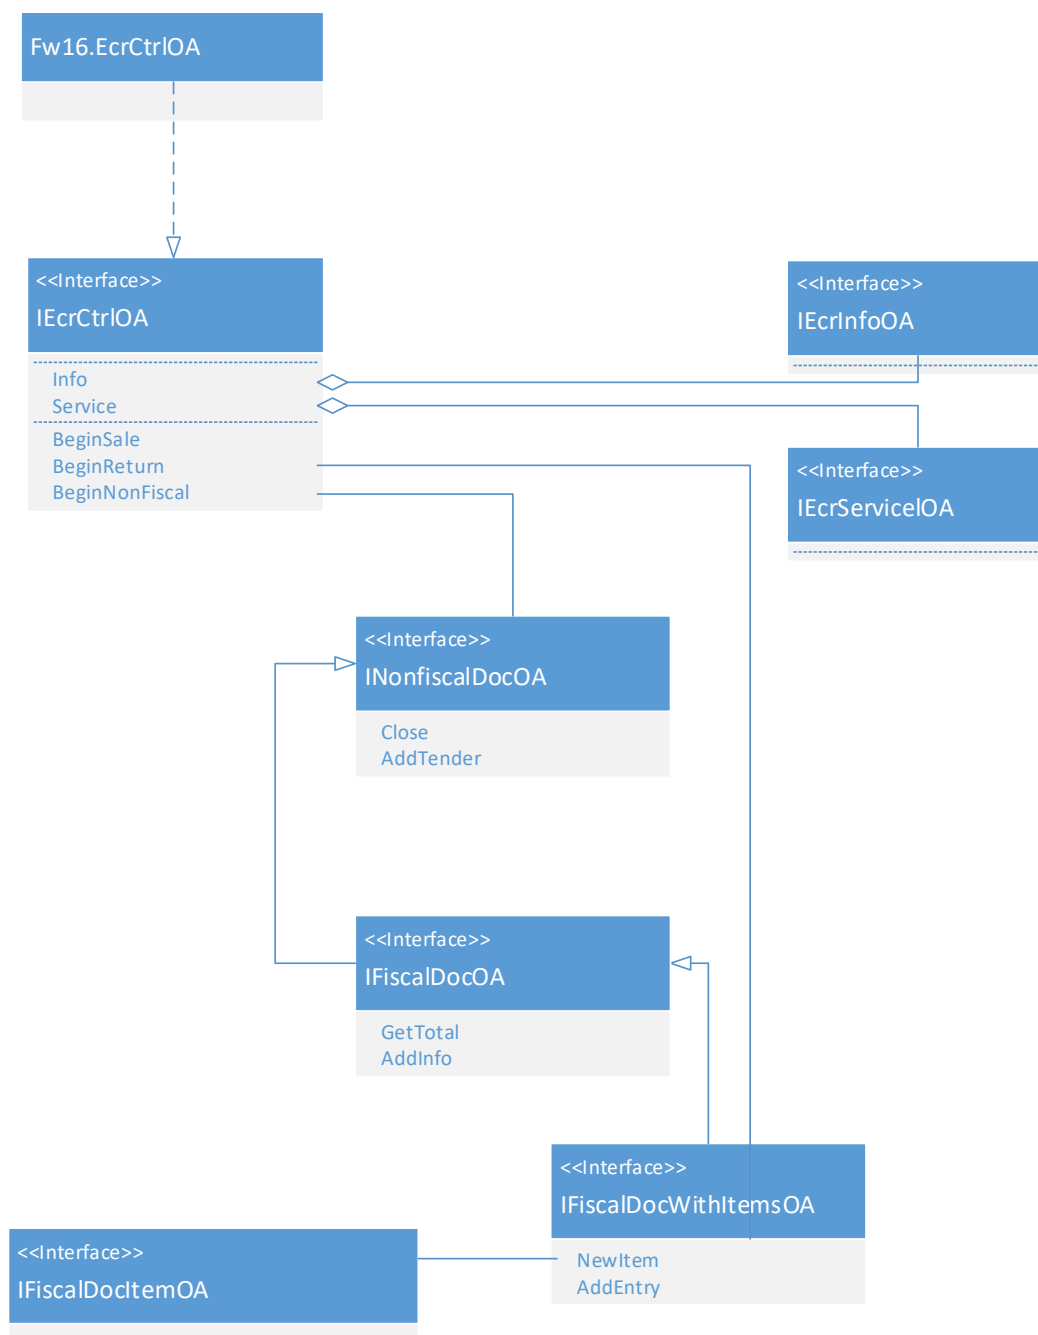 Fw16.EcrCtrlOA
<<Interface>>
IEcrCtrlOA
Info
Service
BeginSale
BeginReturn
BeginNonFiscal
<<Interface>>
IEcrInfoOA
<<Interface>>
IEcrServiceIOA
<<Interface>>
INonfiscalDocOA
Close
AddTender
<<Interface>>
IFiscalDocOA
GetTotal
AddInfo
<<Interface>>
IFiscalDocWithItemsOA
NewItem
AddEntry
<<Interface>>
IFiscalDocItemOA